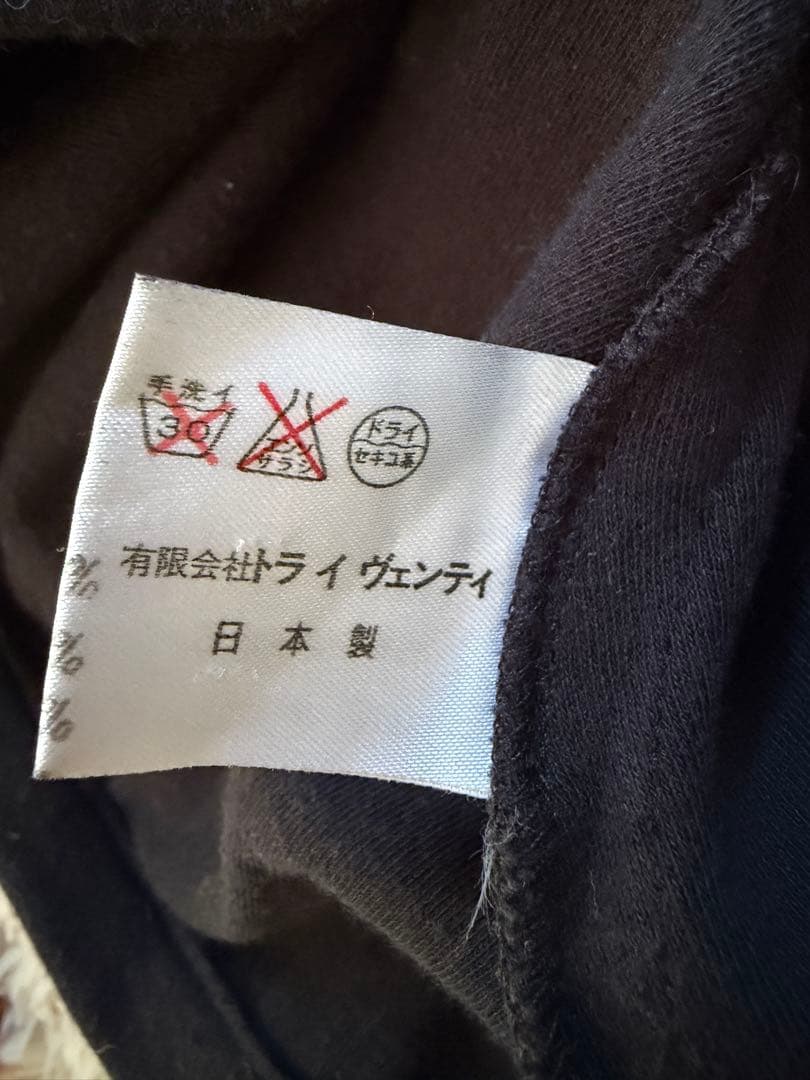 手洗イ
30
エンソ
サラシ
ドライ
セキユ系
有限会社トライヴェンティ
日本製
%
%
%